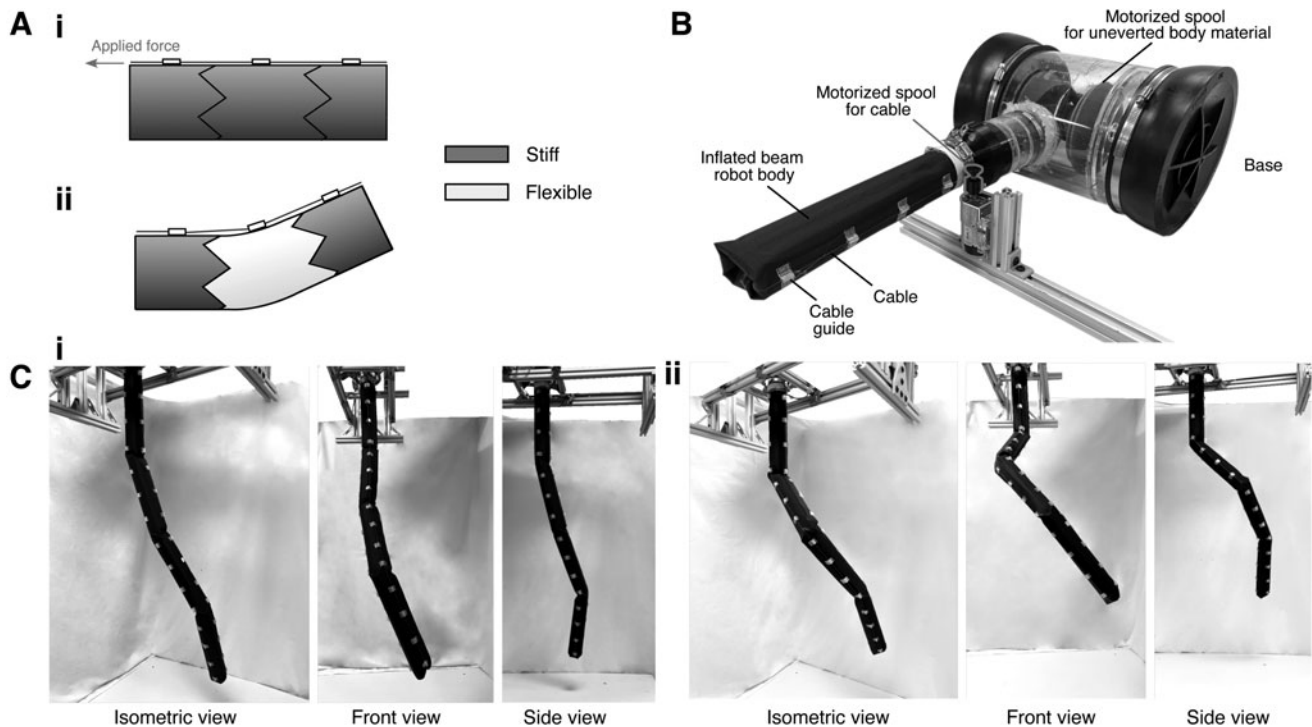 A
i
Applied force
ii
Stiff
Flexible
B
Motorized spool
for uneverted body material
Motorized spool
for cable
Inflated beam
robot body
Base
Cable
Cable
guide
C
i
Isometric view
Front view
Side view
ii
Isometric view
Front view
Side view